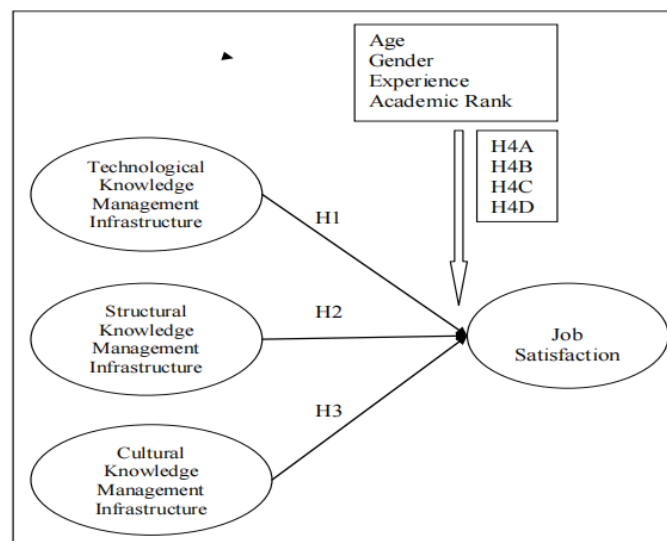 Age
Gender
Experience
Academic Rank
H4A
H4B
H4C
H4D
Technological
Knowledge
Management
Infrastructure
H1
Structural
Knowledge
Management
Infrastructure
H2
Job
Satisfaction
H3
Cultural
Knowledge
Management
Infrastructure